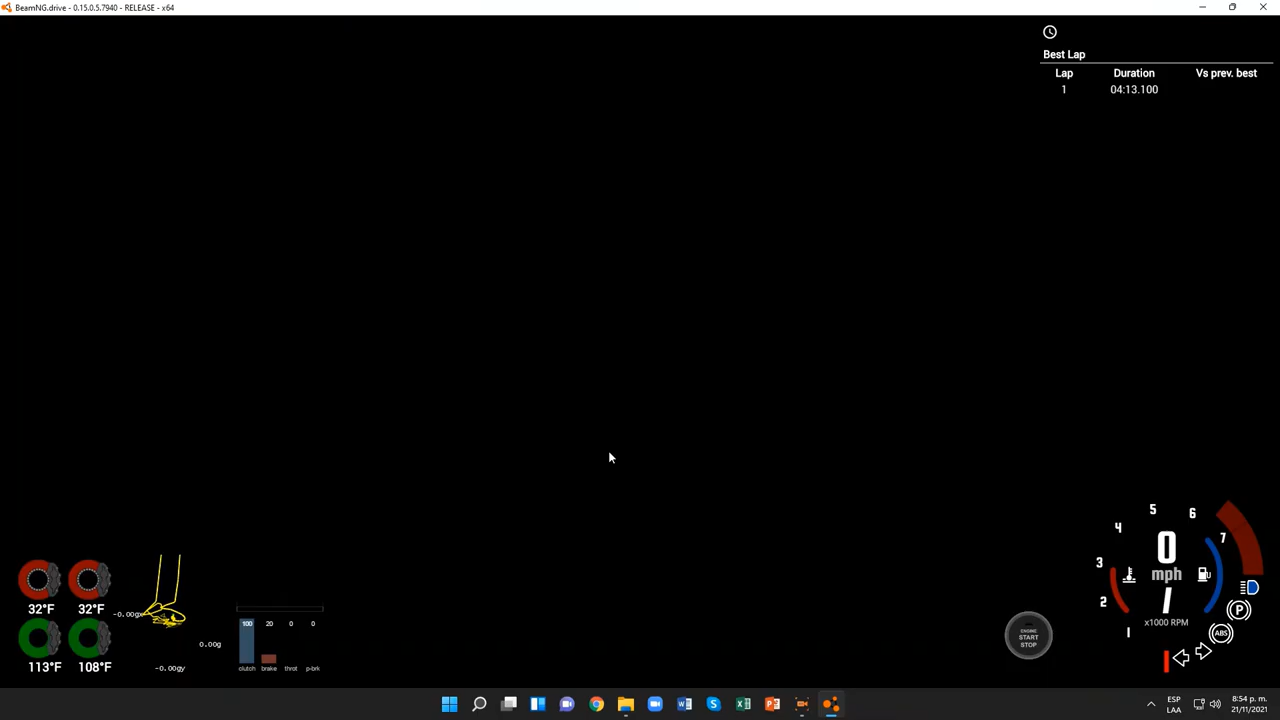 BeamNG.drive - 0.15.0.5.7940 - RELEASE - x64
Best Lap
Lap Duration Vs prev. best
1 04:13.100
5 6
4 7
3 0
mph
2 1
x1000 RPM
1
P
ABS
ENGINE
START
STOP
32°F 32°F
-0.00gx
113°F 108°F
0.00g
-0.00gy
100 20 0 0
clutch brake throt p-brk
ESP
LAA
8:54 p. m.
21/11/2021